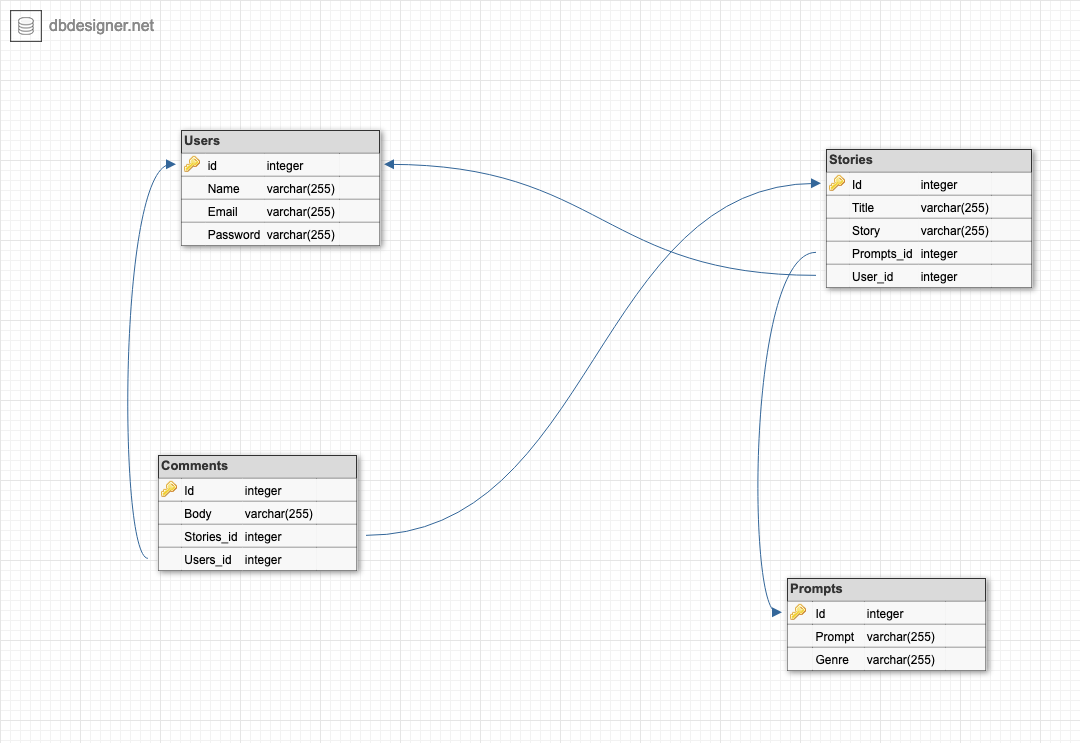 dbdesigner.net
Users
id integer
Name varchar(255)
Email varchar(255)
Password varchar(255)
Stories
Id integer
Title varchar(255)
Story varchar(255)
Prompts_id integer
User_id integer
Comments
Id integer
Body varchar(255)
Stories_id integer
Users_id integer
Prompts
Id integer
Prompt varchar(255)
Genre varchar(255)